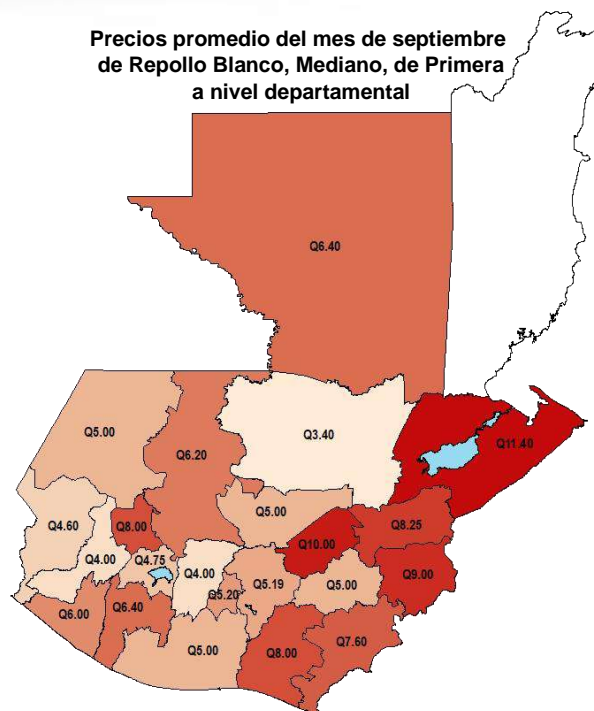 Precios promedio del mes de septiembre
de Repollo Blanco, Mediano, de Primera
a nivel departamental
Q6.40
Q5.00
Q6.20
Q3.40
Q11.40
Q4.60
Q8.00
Q5.00
Q8.25
Q4.00
Q4.75
Q4.00
Q10.00
Q5.20
Q5.19
Q5.00
Q9.00
Q6.00
Q6.40
Q5.00
Q8.00
Q7.60